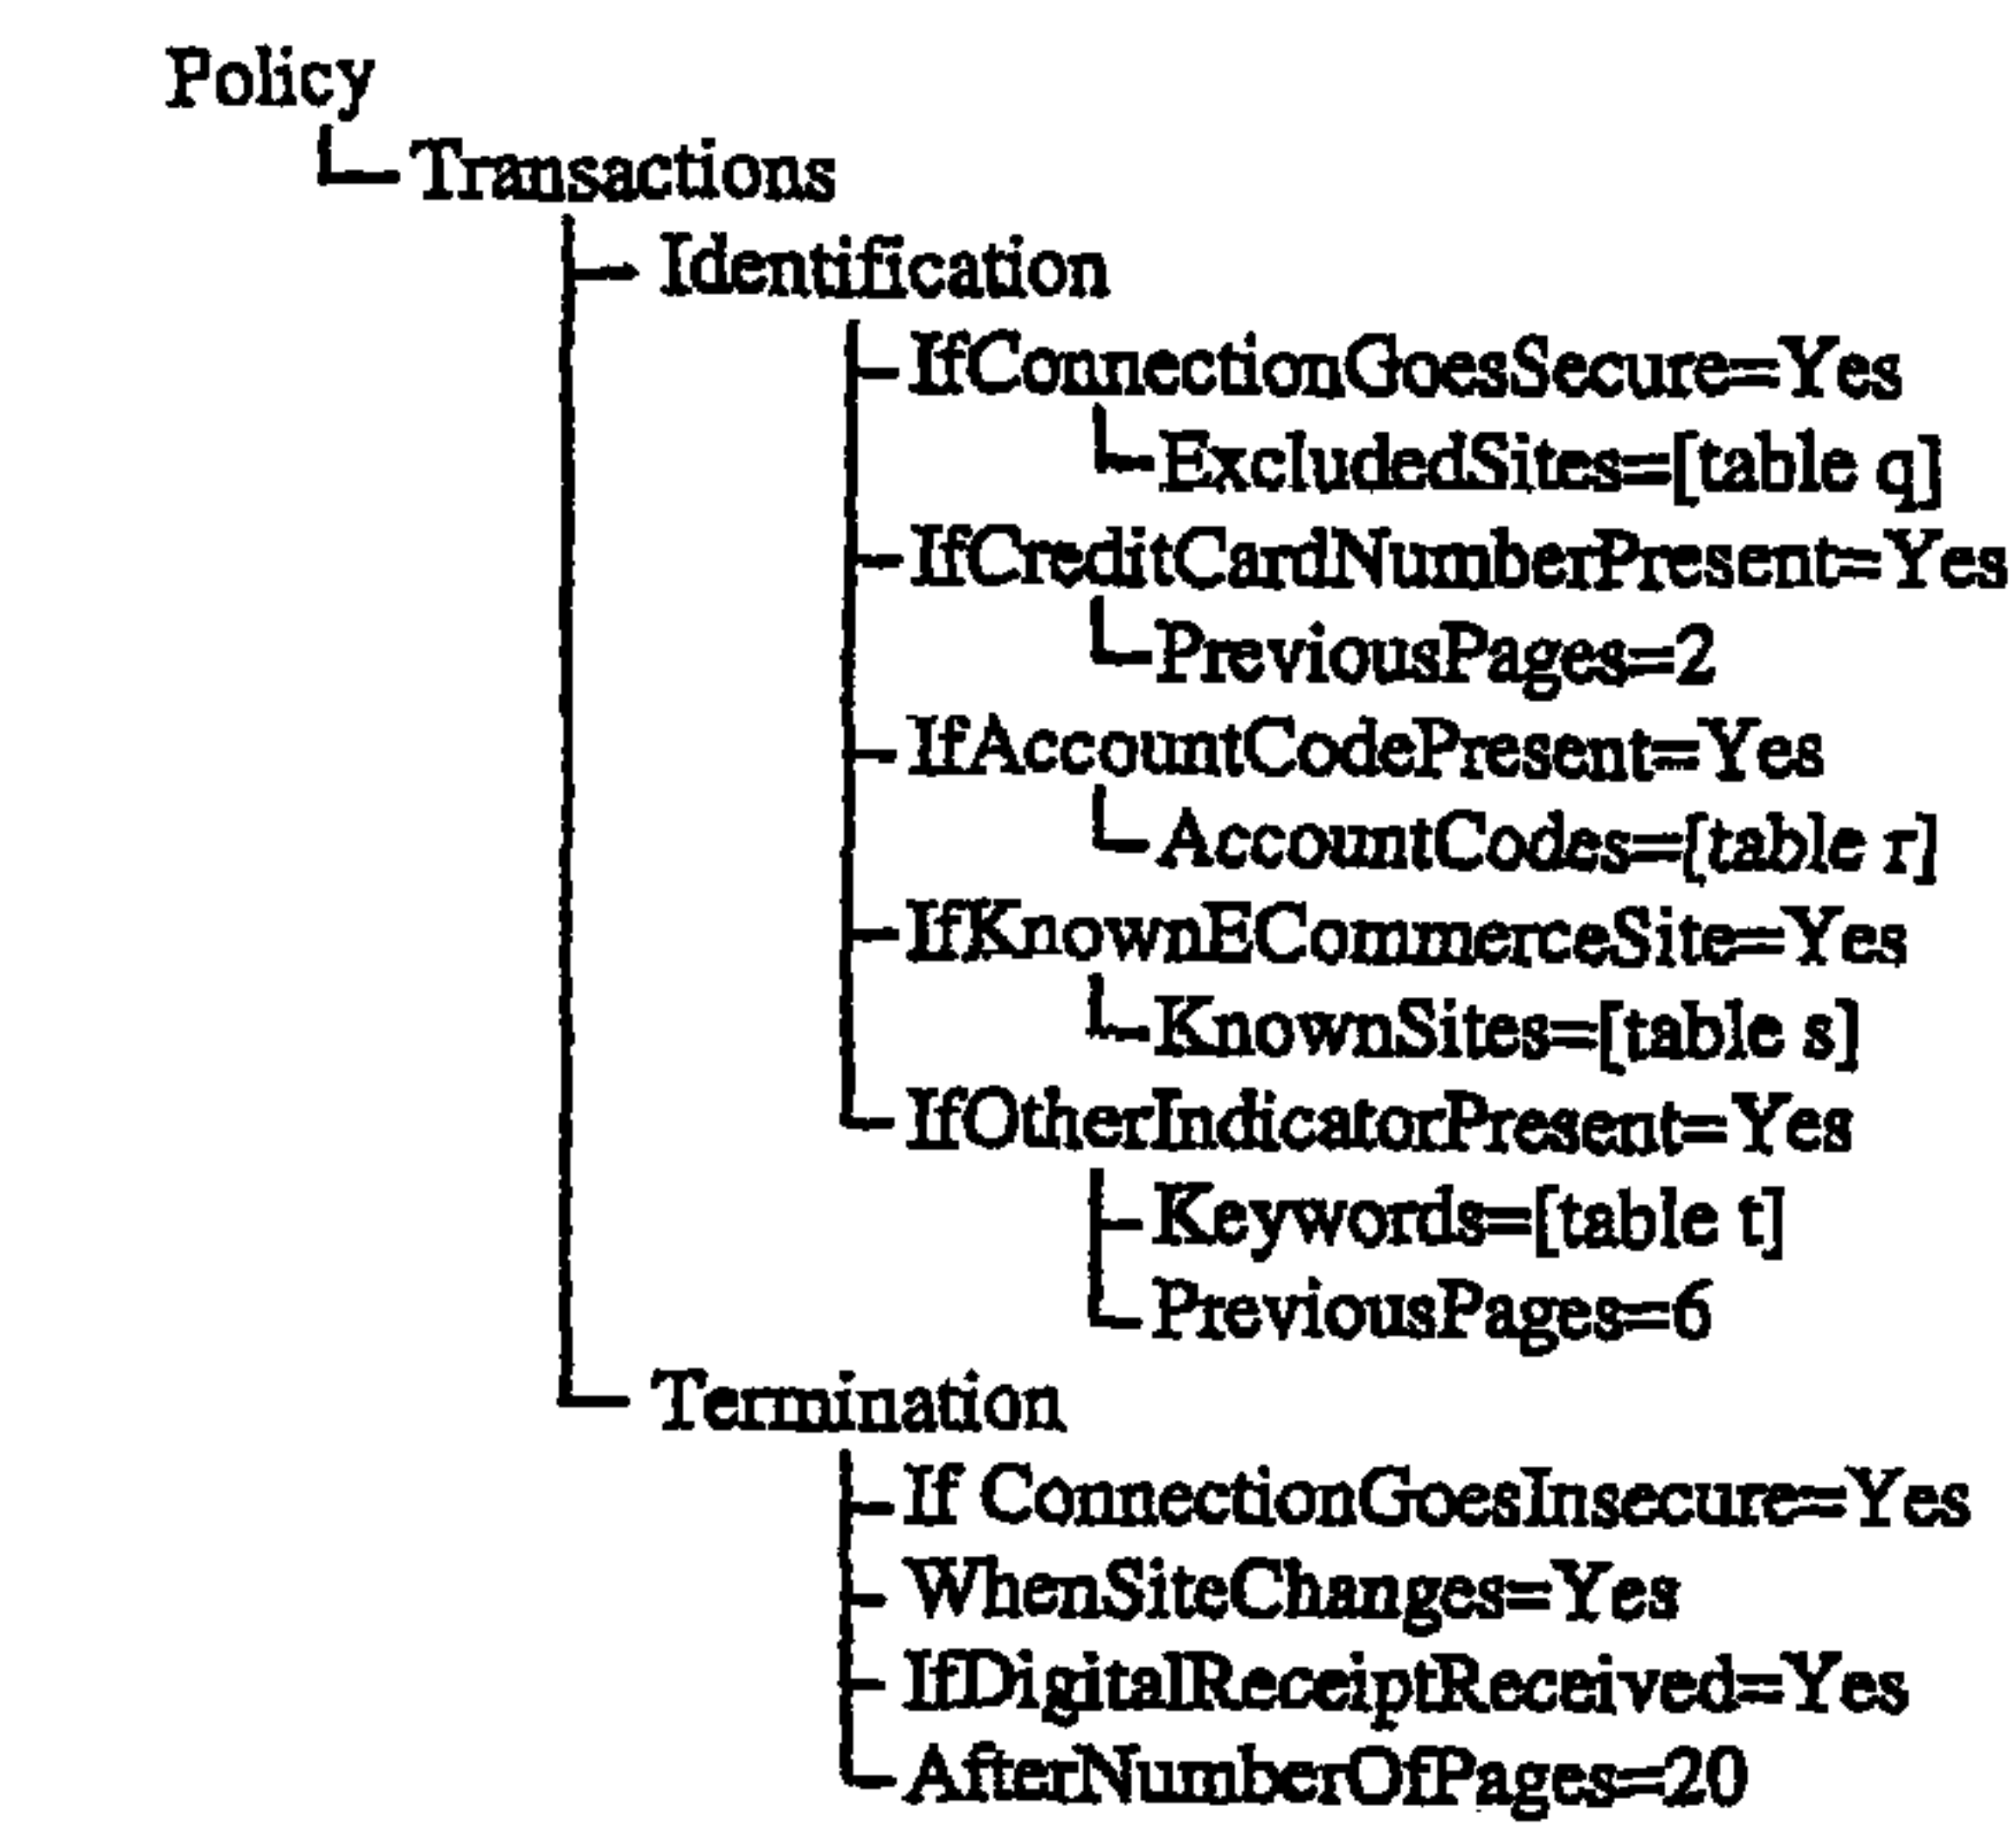 Policy
Transactions
Identification
IfConnectionGoesSecure=Yes
ExcludedSites=[table q]
IfCreditCardNumberPresent=Yes
PreviousPages=2
IfAccountCodePresent=Yes
AccountCodes=[table r]
IfKnownECommerceSite=Yes
KnownSites=[table s]
IfOtherIndicatorPresent=Yes
Keywords=[table t]
PreviousPages=6
Termination
If ConnectionGoesInsecure=Yes
WhenSiteChanges=Yes
IfDigitalReceiptReceived=Yes
AfterNumberOfPages=20